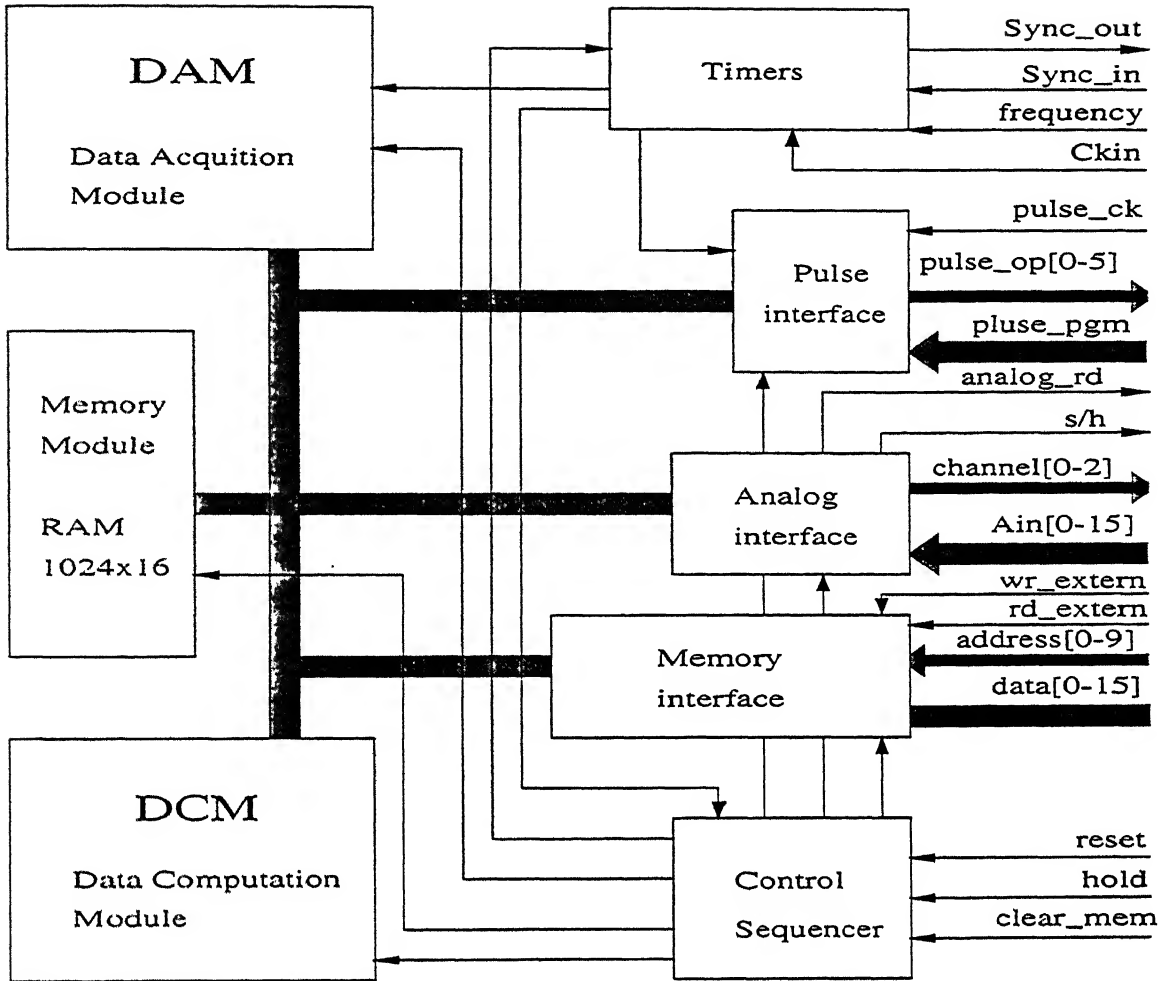 DAM
Data Acquition
Module
Timers
Sync_out
Sync_in
frequency
Ckin
pulse_ck
Pulse
interface
pulse_op[0-5]
pluse_pgm
Memory
Module
RAM
1024x16
analog_rd
s/h
Analog
interface
channel[0-2]
Ain[0-15]
Memory
interface
wr_extern
rd_extern
address[0-9]
data[0-15]
DCM
Data Computation
Module
Control
Sequencer
reset
hold
clear_mem